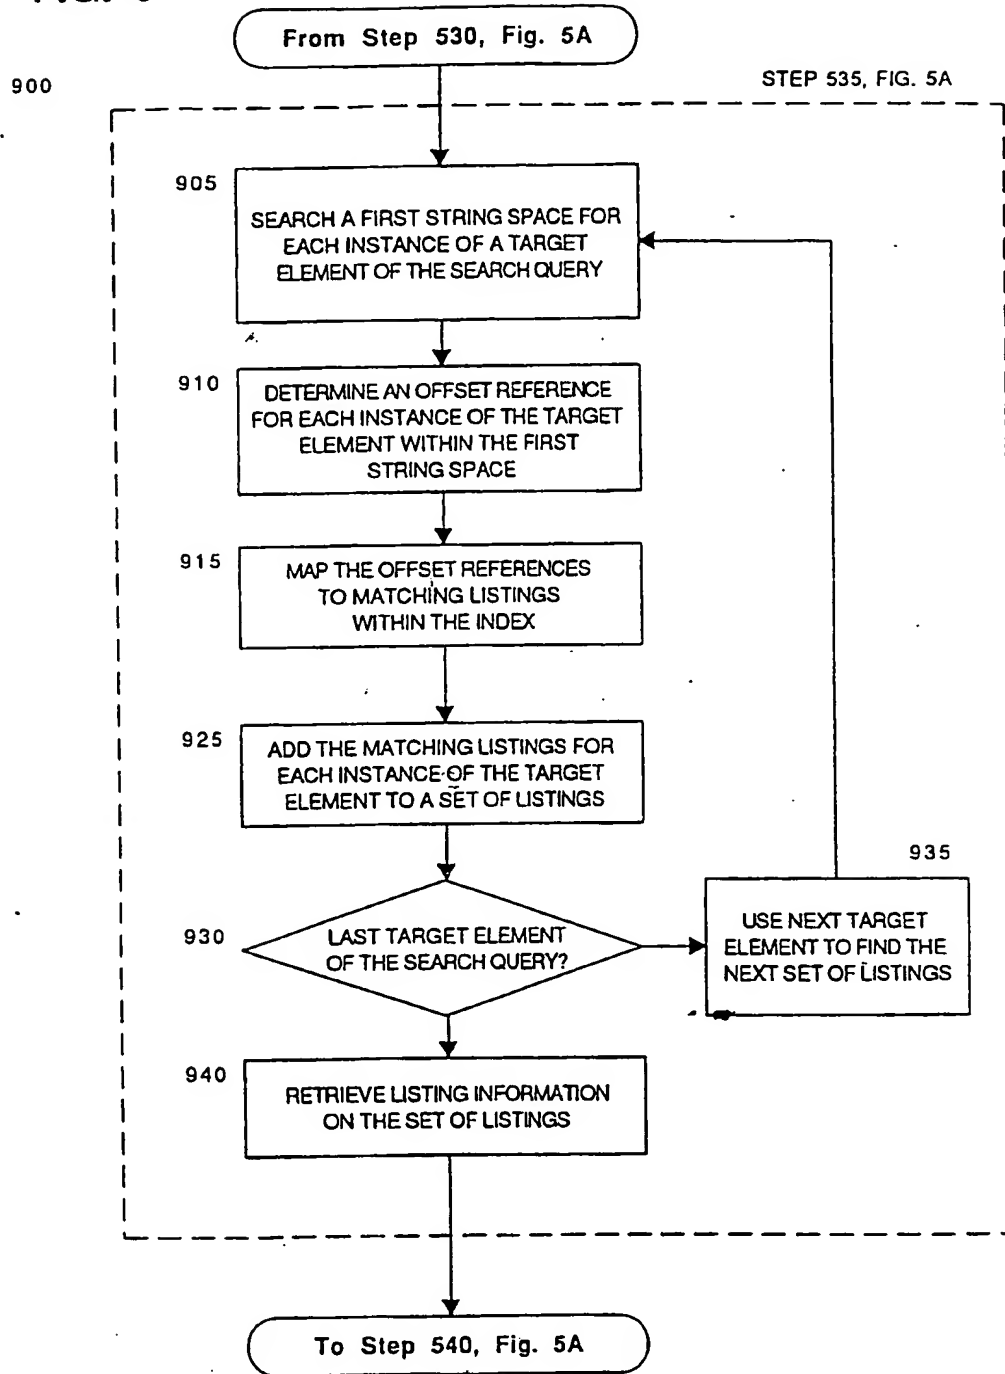 From Step 530, Fig. 5A
900
STEP 535, FIG. 5A
905
SEARCH A FIRST STRING SPACE FOR
EACH INSTANCE OF A TARGET
ELEMENT OF THE SEARCH QUERY
910
DETERMINE AN OFFSET REFERENCE
FOR EACH INSTANCE OF THE TARGET
ELEMENT WITHIN THE FIRST
STRING SPACE
915
MAP THE OFFSET REFERENCES
TO MATCHING LISTINGS
WITHIN THE INDEX
925
ADD THE MATCHING LISTINGS FOR
EACH INSTANCE OF THE TARGET
ELEMENT TO A SET OF LISTINGS
930
LAST TARGET ELEMENT
OF THE SEARCH QUERY?
935
USE NEXT TARGET
ELEMENT TO FIND THE
NEXT SET OF LISTINGS
940
RETRIEVE LISTING INFORMATION
ON THE SET OF LISTINGS
To Step 540, Fig. 5A